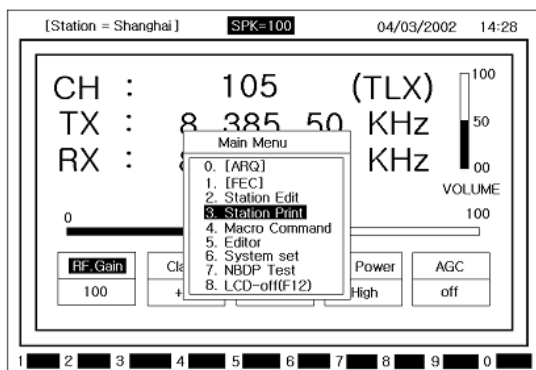 [Station = Shanghai] SPK=100 04/03/2002 14:28
CH : 105 (TLX)
TX : 8 385 50 KHz
RX : KHz
100
50
00
VOLUME
Main Menu
0. [ARQ]
1. [FEC]
2. Station Edit
3. Station Print
4. Macro Command
5. Editor
6. System set
7. NBDP Test
8. LCD-off(F12)
0 100
RF.Gain Cla Power AGC
100 + High off
1 2 3 4 5 6 7 8 9 0